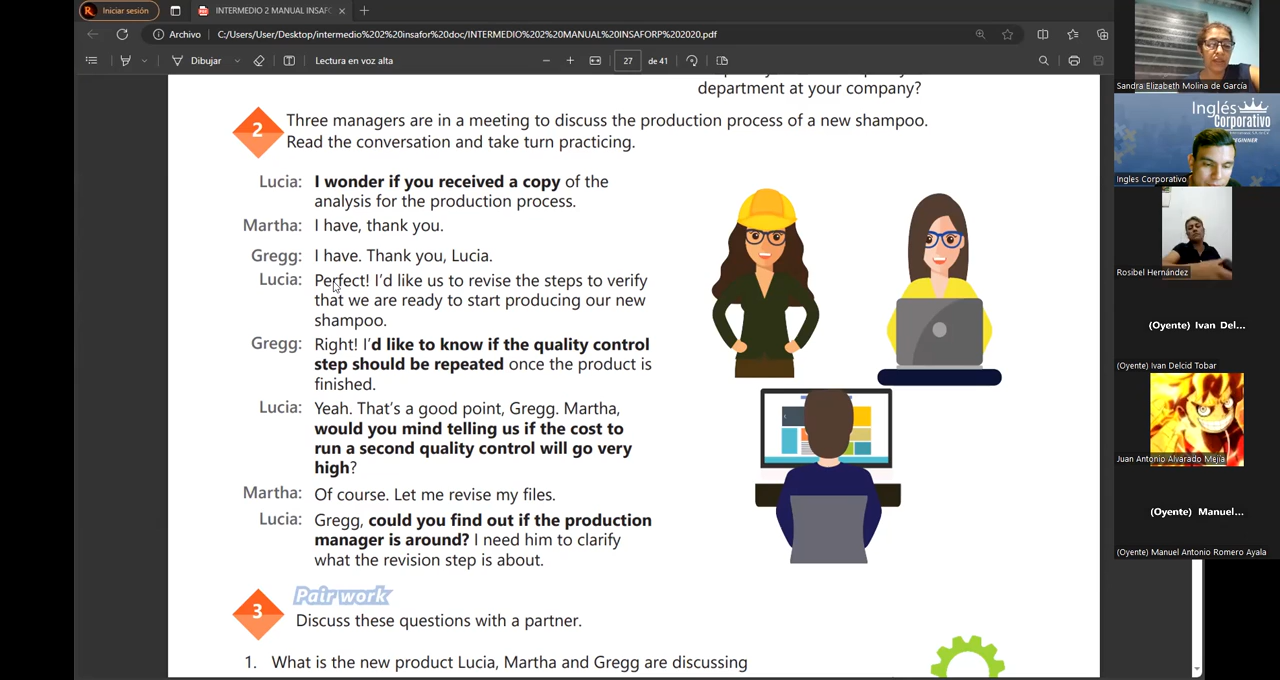 Iniciar sesión
INTERMEDIO 2 MANUAL INSAFO
Archivo
C:/Users/User/Desktop/intermedio%202%20insafor%20doc/INTERMEDIO%202%20MANUAL%20INSAFORP%202020.pdf
Dibujar
Lectura en voz alta
27
de 41
department at your company?
2
Three managers are in a meeting to discuss the production process of a new shampoo.
Read the conversation and take turn practicing.
Lucia: I wonder if you received a copy of the
analysis for the production process.
Martha: I have, thank you.
Gregg: I have. Thank you, Lucia.
Lucia: Perfect! I'd like us to revise the steps to verify
that we are ready to start producing our new
shampoo.
Gregg: Right! I'd like to know if the quality control
step should be repeated once the product is
finished.
Lucia: Yeah. That's a good point, Gregg. Martha,
would you mind telling us if the cost to
run a second quality control will go very
high?
Martha: Of course. Let me revise my files.
Lucia: Gregg, could you find out if the production
manager is around? I need him to clarify
what the revision step is about.
3
Pair work
Discuss these questions with a partner.
1. What is the new product Lucia, Martha and Gregg are discussing
Sandra Elizabeth Molina de García
Inglés
Corporativo
BEGINNER
Ingles Corporativo
Rosibel Hernández
(Oyente) Ivan Del...
(Oyente) Ivan Delcid Tobar
Juan Antonio Alvarado Mejia
(Oyente) Manuel...
(Oyente) Manuel Antonio Romero Ayala